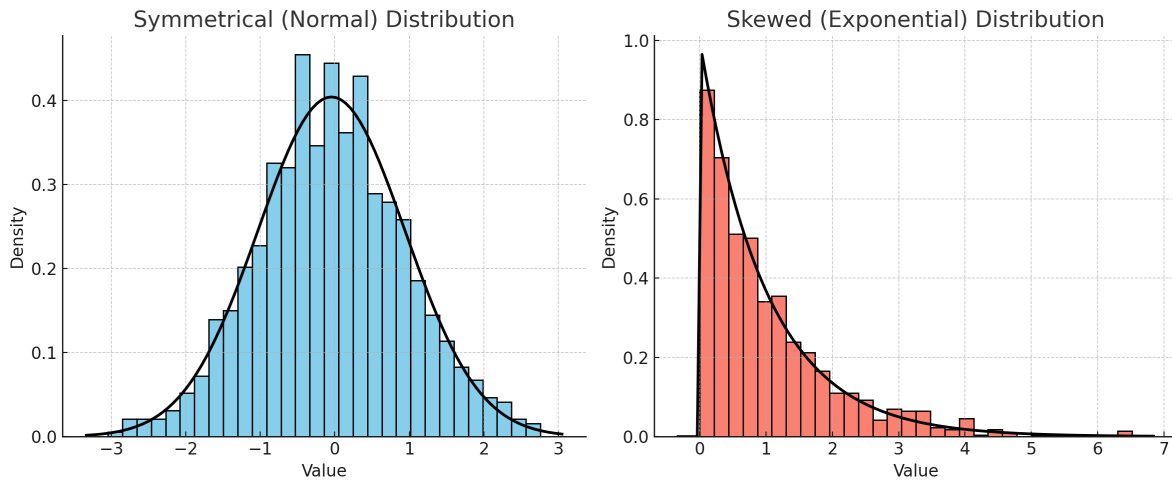 Symmetrical (Normal) Distribution
Density
0.4
0.3
0.2
0.1
0.0
−3 −2 −1 0 1 2 3
Value
Skewed (Exponential) Distribution
Density
1.0
0.8
0.6
0.4
0.2
0.0
0 1 2 3 4 5 6 7
Value